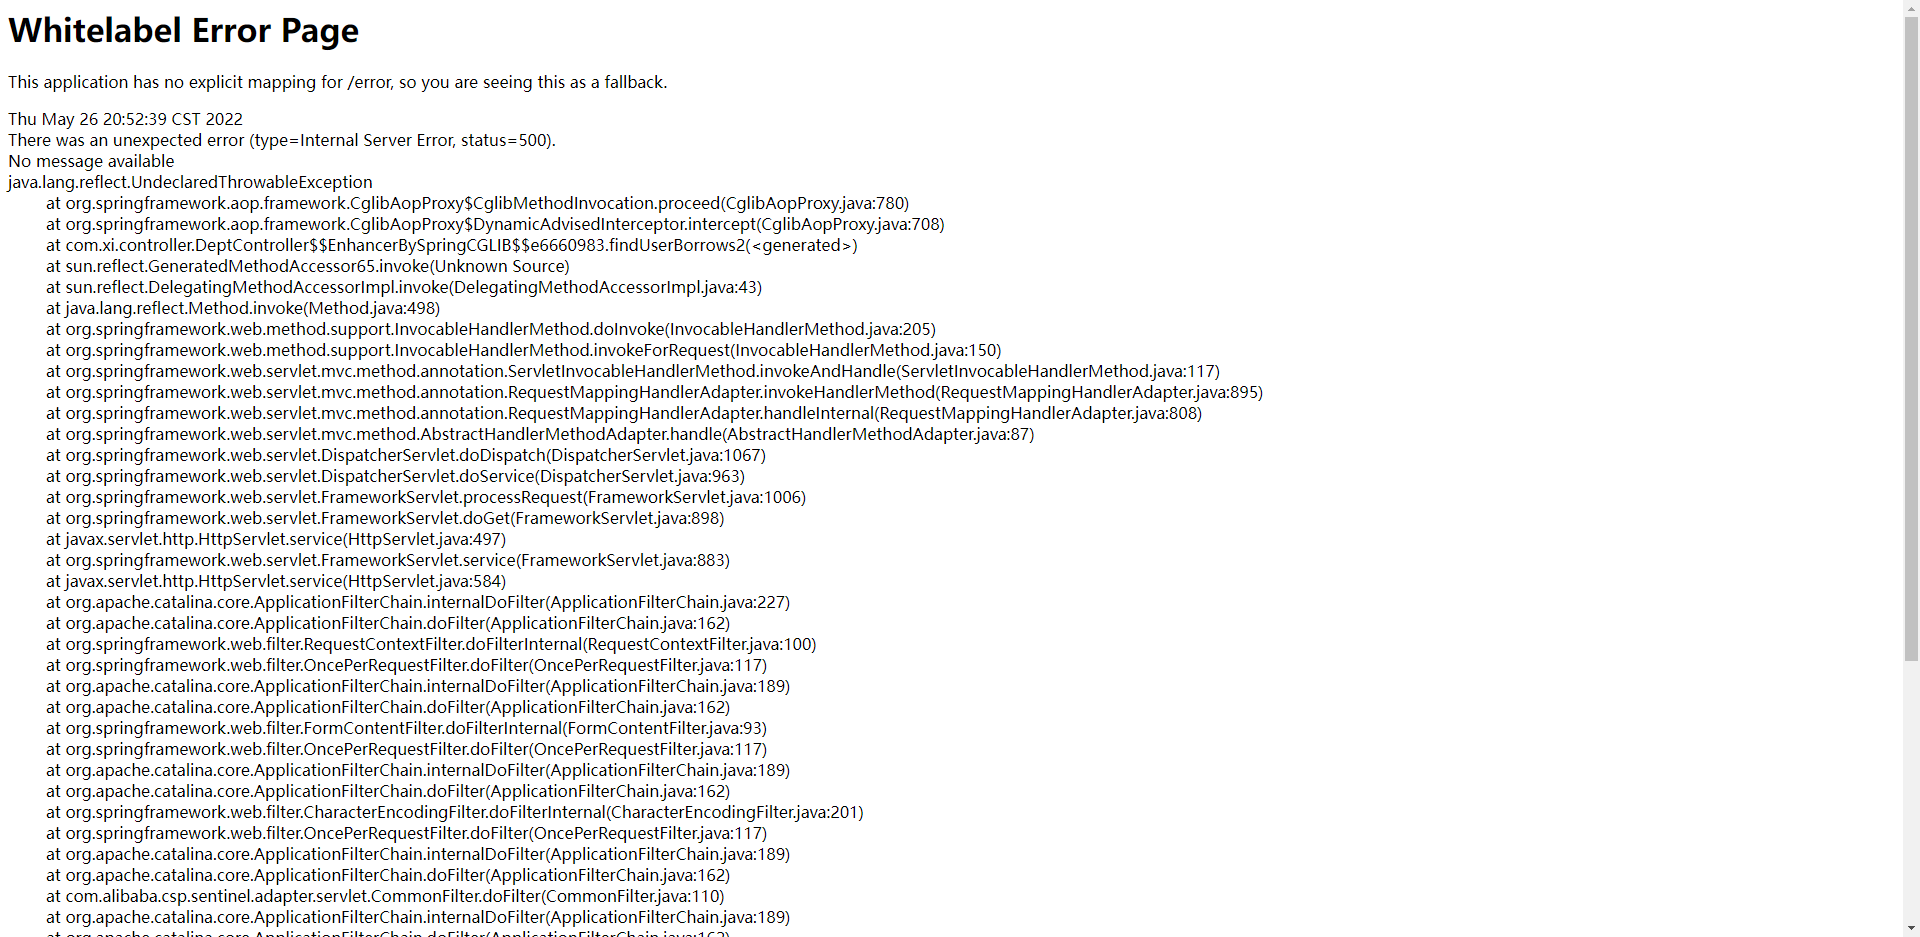 Whitelabel Error Page
This application has no explicit mapping for /error, so you are seeing this as a fallback.
Thu May 26 20:52:39 CST 2022
There was an unexpected error (type=Internal Server Error, status=500).
No message available
java.lang.reflect.UndeclaredThrowableException
at org.springframework.aop.framework.CglibAopProxy$CglibMethodInvocation.proceed(CglibAopProxy.java:780)
at org.springframework.aop.framework.CglibAopProxy$DynamicAdvisedInterceptor.intercept(CglibAopProxy.java:708)
at com.xi.controller.DeptController$$EnhancerBySpringCGLIB$$e6660983.findUserBorrows2(<generated>)
at sun.reflect.GeneratedMethodAccessor65.invoke(Unknown Source)
at sun.reflect.DelegatingMethodAccessorImpl.invoke(DelegatingMethodAccessorImpl.java:43)
at java.lang.reflect.Method.invoke(Method.java:498)
at org.springframework.web.method.support.InvocableHandlerMethod.doInvoke(InvocableHandlerMethod.java:205)
at org.springframework.web.method.support.InvocableHandlerMethod.invokeForRequest(InvocableHandlerMethod.java:150)
at org.springframework.web.servlet.mvc.method.annotation.ServletInvocableHandlerMethod.invokeAndHandle(ServletInvocableHandlerMethod.java:117)
at org.springframework.web.servlet.mvc.method.annotation.RequestMappingHandlerAdapter.invokeHandlerMethod(RequestMappingHandlerAdapter.java:895)
at org.springframework.web.servlet.mvc.method.annotation.RequestMappingHandlerAdapter.handleInternal(RequestMappingHandlerAdapter.java:808)
at org.springframework.web.servlet.mvc.method.AbstractHandlerMethodAdapter.handle(AbstractHandlerMethodAdapter.java:87)
at org.springframework.web.servlet.DispatcherServlet.doDispatch(DispatcherServlet.java:1067)
at org.springframework.web.servlet.DispatcherServlet.doService(DispatcherServlet.java:963)
at org.springframework.web.servlet.FrameworkServlet.processRequest(FrameworkServlet.java:1006)
at org.springframework.web.servlet.FrameworkServlet.doGet(FrameworkServlet.java:898)
at javax.servlet.http.HttpServlet.service(HttpServlet.java:497)
at org.springframework.web.servlet.FrameworkServlet.service(FrameworkServlet.java:883)
at javax.servlet.http.HttpServlet.service(HttpServlet.java:584)
at org.apache.catalina.core.ApplicationFilterChain.internalDoFilter(ApplicationFilterChain.java:227)
at org.apache.catalina.core.ApplicationFilterChain.doFilter(ApplicationFilterChain.java:162)
at org.springframework.web.filter.RequestContextFilter.doFilterInternal(RequestContextFilter.java:100)
at org.springframework.web.filter.OncePerRequestFilter.doFilter(OncePerRequestFilter.java:117)
at org.apache.catalina.core.ApplicationFilterChain.internalDoFilter(ApplicationFilterChain.java:189)
at org.apache.catalina.core.ApplicationFilterChain.doFilter(ApplicationFilterChain.java:162)
at org.springframework.web.filter.FormContentFilter.doFilterInternal(FormContentFilter.java:93)
at org.springframework.web.filter.OncePerRequestFilter.doFilter(OncePerRequestFilter.java:117)
at org.apache.catalina.core.ApplicationFilterChain.internalDoFilter(ApplicationFilterChain.java:189)
at org.apache.catalina.core.ApplicationFilterChain.doFilter(ApplicationFilterChain.java:162)
at org.springframework.web.filter.CharacterEncodingFilter.doFilterInternal(CharacterEncodingFilter.java:201)
at org.springframework.web.filter.OncePerRequestFilter.doFilter(OncePerRequestFilter.java:117)
at org.apache.catalina.core.ApplicationFilterChain.internalDoFilter(ApplicationFilterChain.java:189)
at org.apache.catalina.core.ApplicationFilterChain.doFilter(ApplicationFilterChain.java:162)
at com.alibaba.csp.sentinel.adapter.servlet.CommonFilter.doFilter(CommonFilter.java:110)
at org.apache.catalina.core.ApplicationFilterChain.internalDoFilter(ApplicationFilterChain.java:189)
at org.apache.catalina.core.ApplicationFilterChain.doFilter(ApplicationFilterChain.java:162)